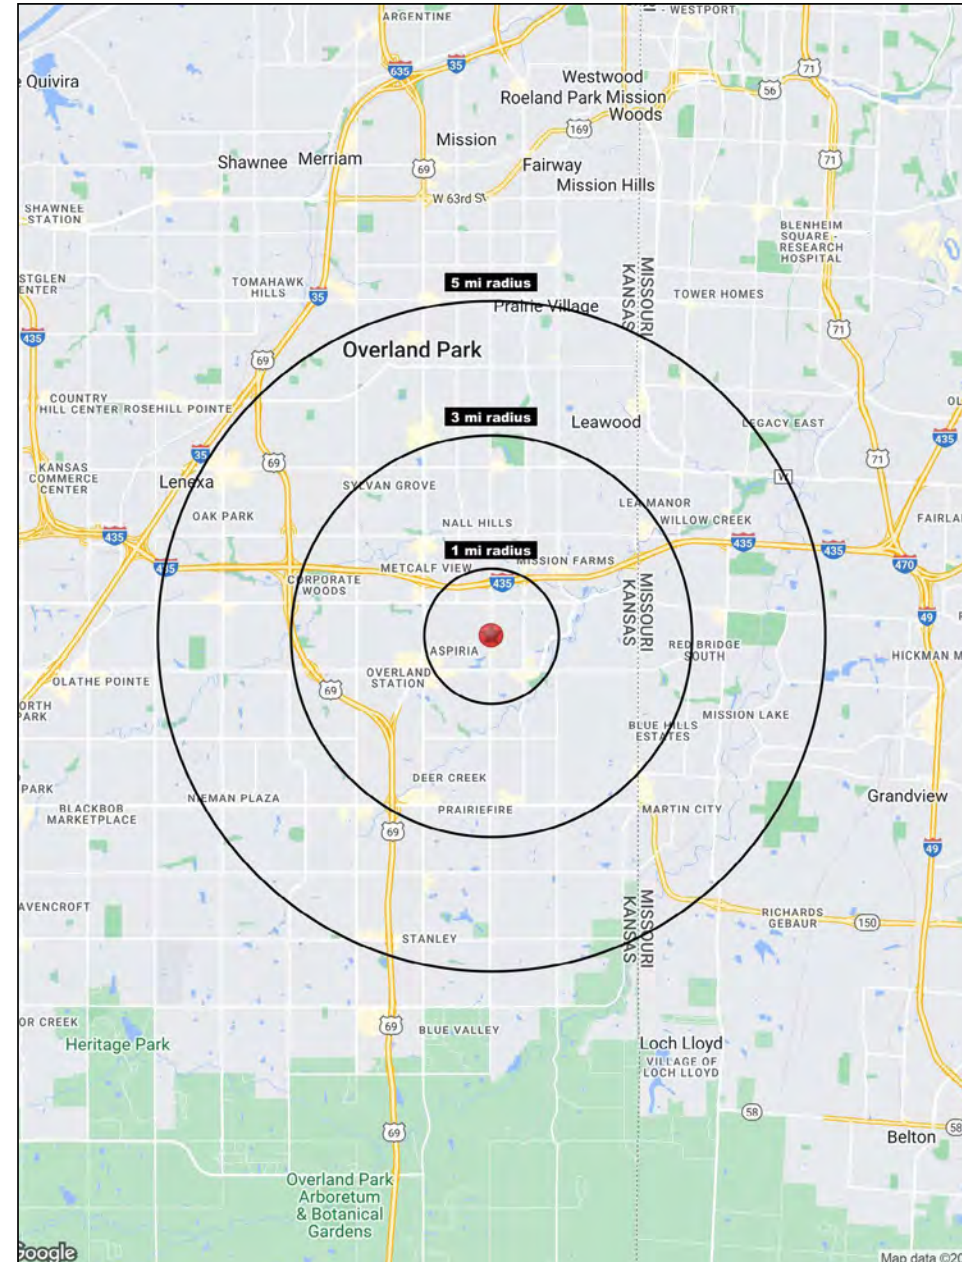 ARGENTINE
- WESTPORT
635
35
71
Quivira
Westwood
56
Roeland Park
Mission
Woods
169
Mission
71
Shawnee
Merriam
69
Fairway
Mission Hills
W 63rd St
SHAWNEE
STATION
BLENHEIM
SQUARE -
RESEARCH
HOSPITAL
STGLEN
ENTER
TOMAHAWK
HILLS
35
5 mi radius
MISSOURI
KANSAS
TOWER HOMES
Prairie Village
435
71
Overland Park
69
COUNTRY
HILL CENTER
ROSEHILL POINTE
3 mi radius
Leawood
LEGACY EAST
OL
435
35
69
71
KANSAS
COMMERCE
CENTER
Lenexa
SYLVAN GROVE
W
LEA MANOR
OAK PARK
NALL HILLS
WILLOW CREEK
FAIRLA
435
1 mi radius
435
435
MISSION FARMS
470
435
METCALF VIEW
435
CORPORATE
WOODS
MISSOURI
KANSAS
49
ASPIRIA
RED BRIDGE
SOUTH
HICKMAN M
OVERLAND
STATION
OLATHE POINTE
69
ORTH
PARK
MISSION LAKE
BLUE HILLS
ESTATES
DEER CREEK
PARK
NIEMAN PLAZA
Grandview
BLACKBOB
MARKETPLACE
PRAIRIEFIRE
MARTIN CITY
69
49
AVENCROFT
MISSOURI
KANSAS
RICHARDS
GEBAUR
150
STANLEY
OR CREEK
69
BLUE VALLEY
Heritage Park
Loch Lloyd
VILLAGE OF
LOCH LLOYD
58
69
58
Belton
Overland Park
Arboretum
& Botanical
Gardens
Google
Map data ©20